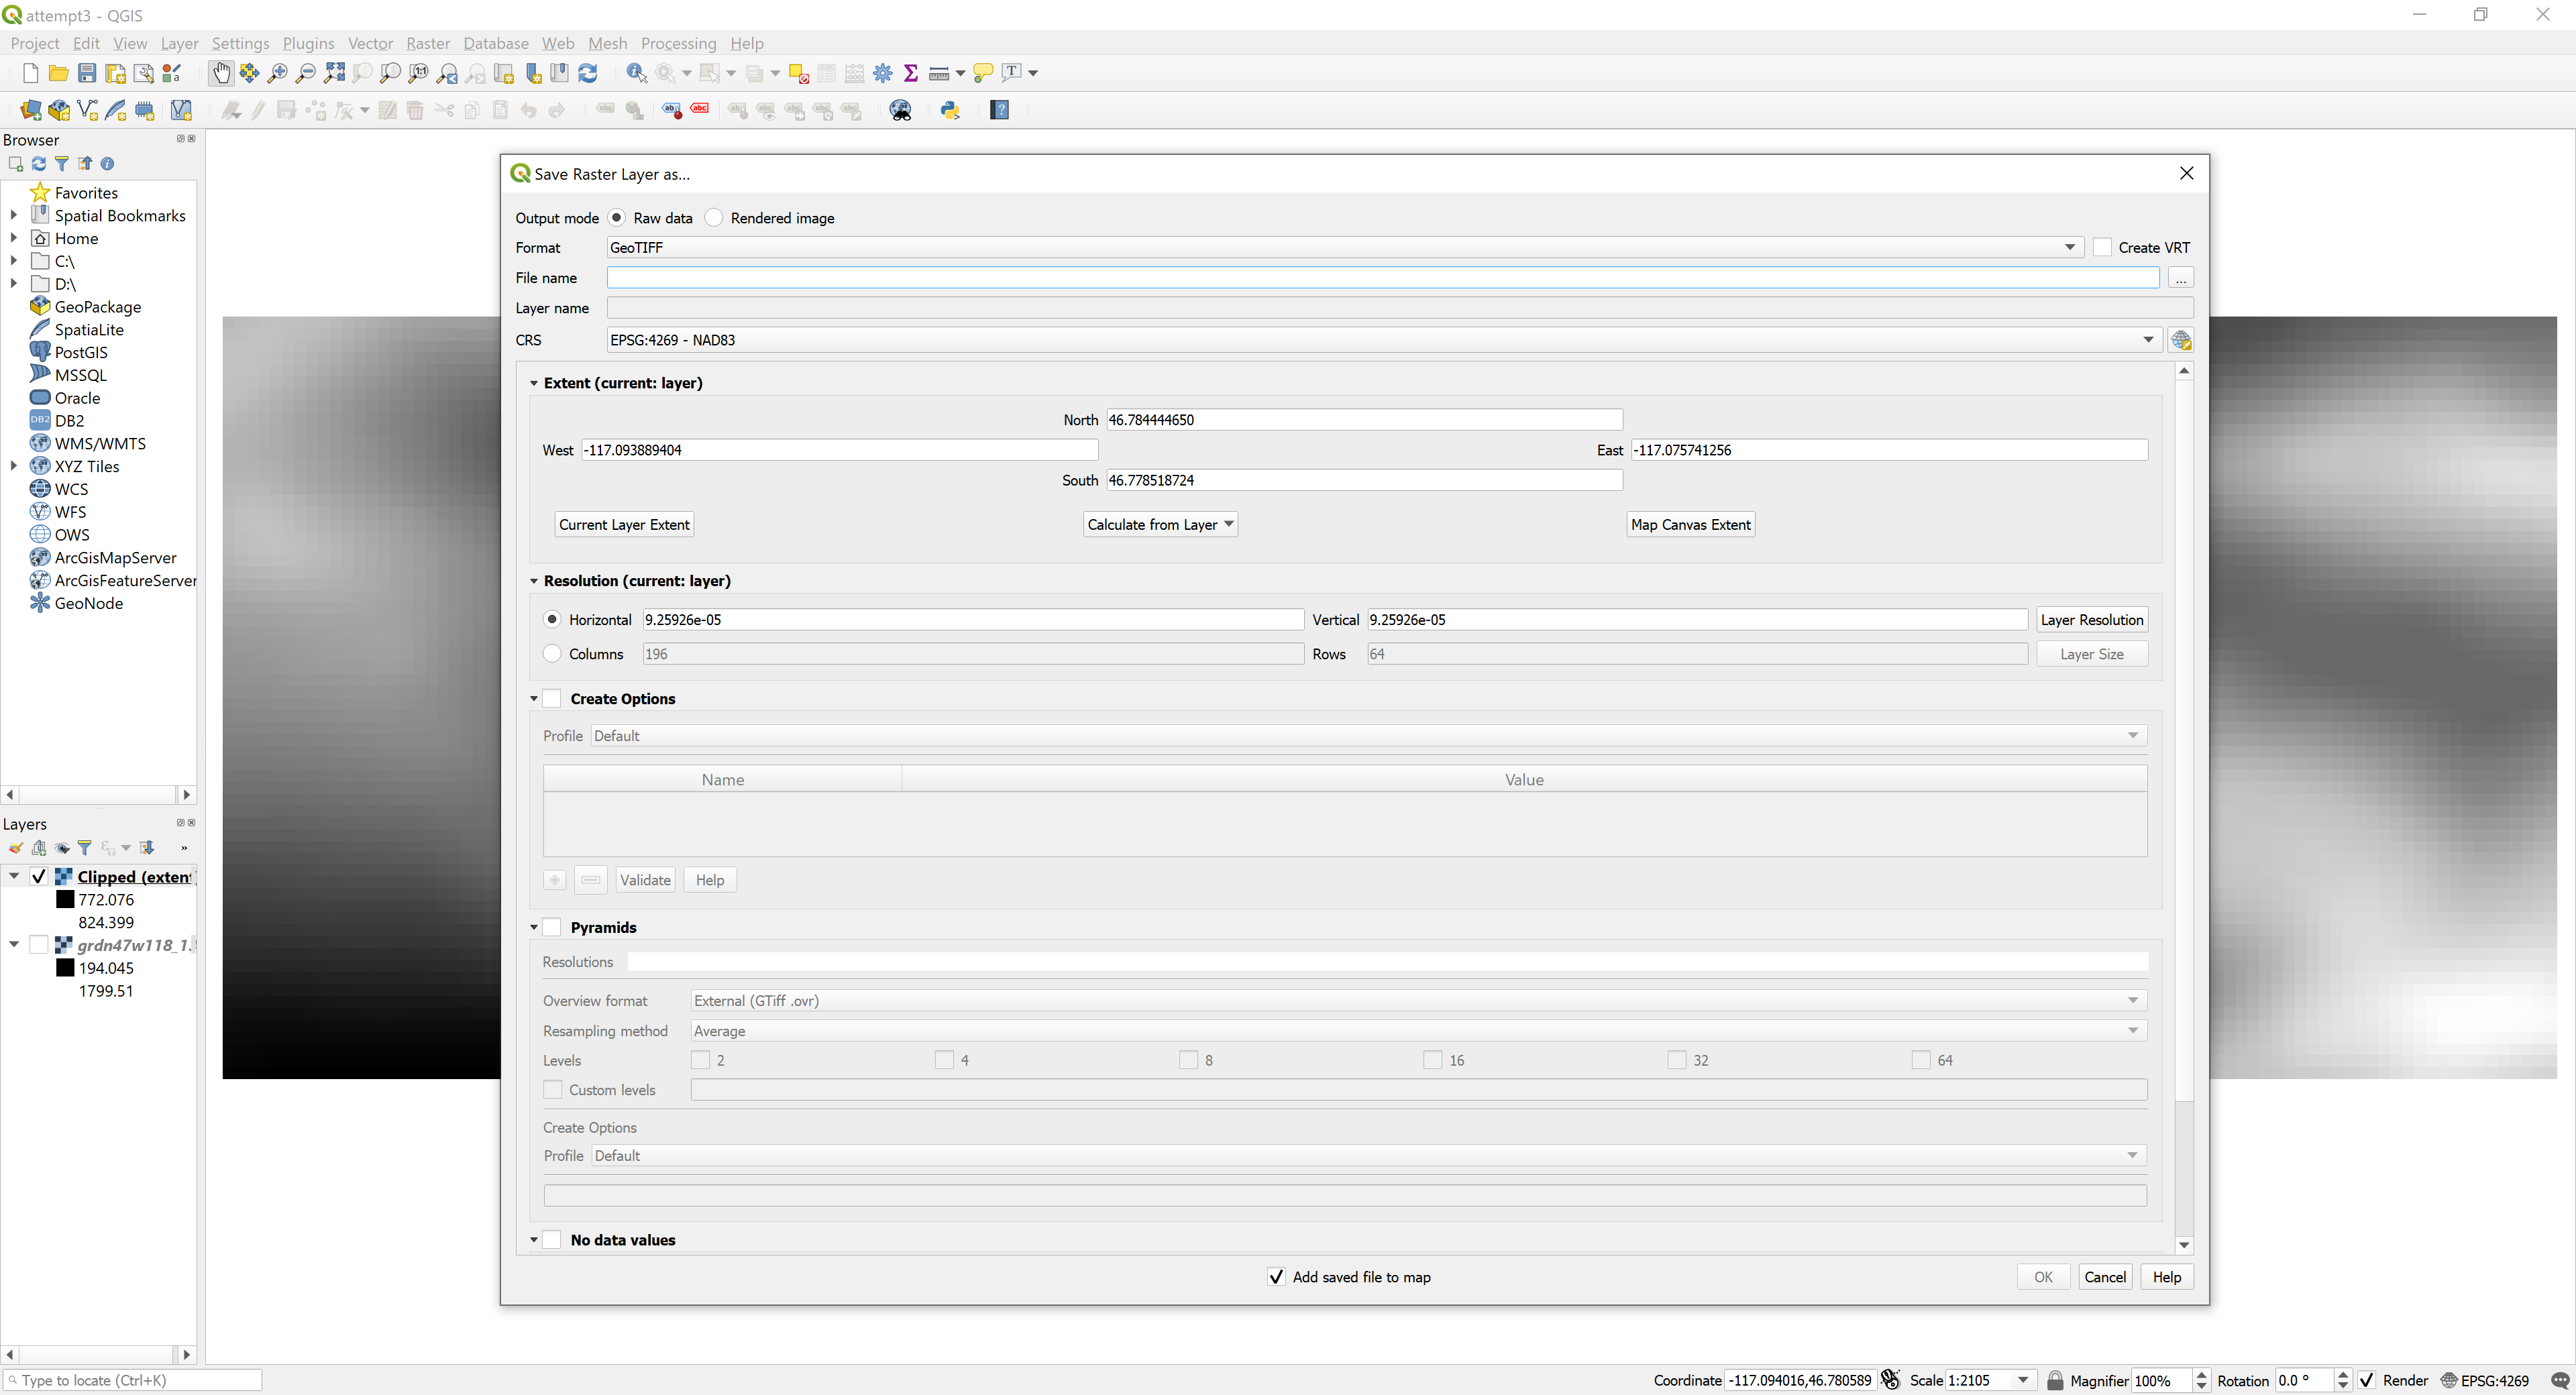 attempt3 - QGIS
Project Edit View Layer Settings Plugins Vector Raster Database Web Mesh Processing Help
Browser
Favorites
Spatial Bookmarks
Home
C:\
D:\
GeoPackage
SpatiaLite
PostGIS
MSSQL
Oracle
DB2
WMS/WMTS
XYZ Tiles
WCS
WFS
OWS
ArcGisMapServer
ArcGisFeatureServer
GeoNode
Layers
Clipped (extent)
772.076
824.399
grdn47w118_1
194.045
1799.51
Save Raster Layer as...
Output mode Raw data Rendered image
Format GeoTIFF Create VRT
File name ...
Layer name
CRS EPSG:4269 - NAD83
Extent (current: layer)
North 46.784444650
West -117.093889404 East -117.075741256
South 46.778518724
Current Layer Extent Calculate from Layer Map Canvas Extent
Resolution (current: layer)
Horizontal 9.25926e-05 Vertical 9.25926e-05 Layer Resolution
Columns 196 Rows 64 Layer Size
Create Options
Profile Default
Name Value
Validate Help
Pyramids
Resolutions
Overview format External (GTiff .ovr)
Resampling method Average
Levels 2 4 8 16 32 64
Custom levels
Create Options
Profile Default
No data values
Add saved file to map OK Cancel Help
Type to locate (Ctrl+K) Coordinate -117.094016,46.780589 Scale 1:2105 Magnifier 100% Rotation 0.0 ° Render EPSG:4269